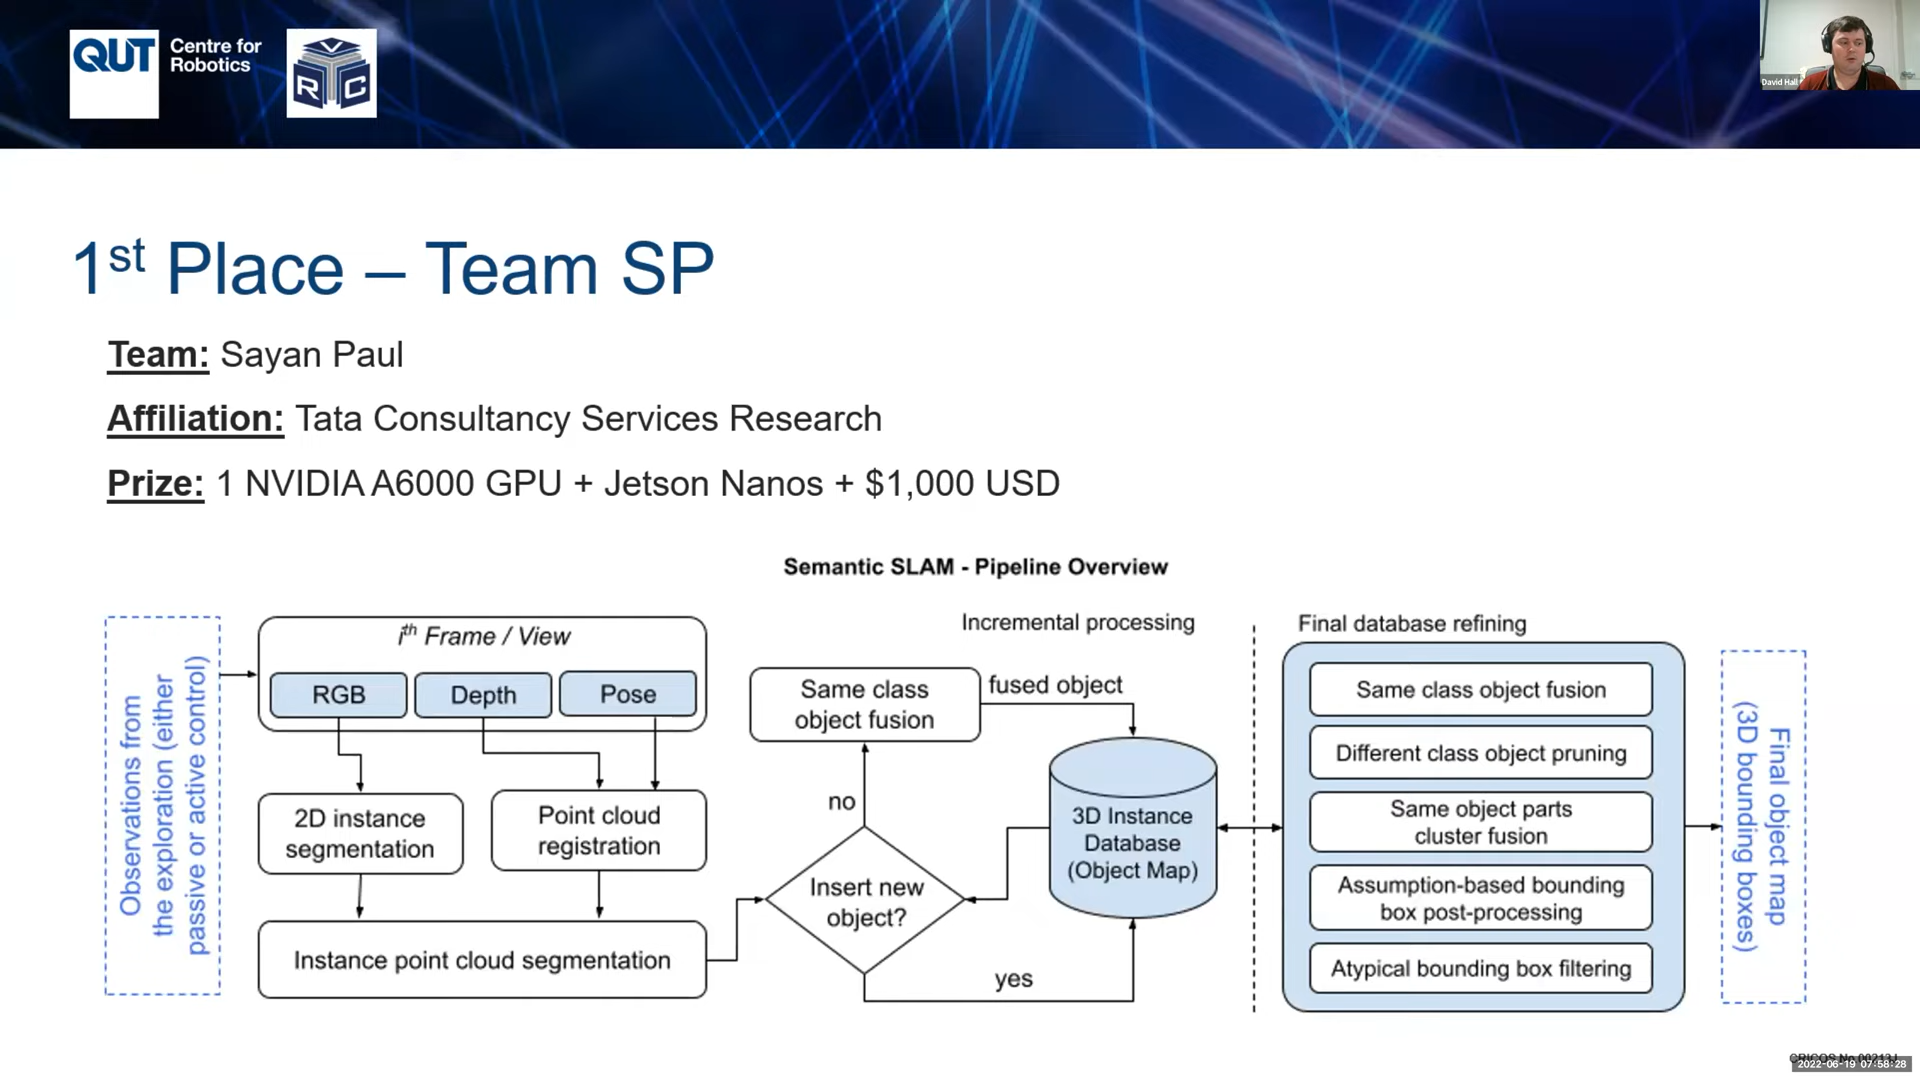 QUT Centre for
Robotics
R V C
David Hall
1st Place – Team SP
Team: Sayan Paul
Affiliation: Tata Consultancy Services Research
Prize: 1 NVIDIA A6000 GPU + Jetson Nanos + $1,000 USD
Semantic SLAM - Pipeline Overview
Observations from
the exploration (either
passive or active control)
ith Frame / View
RGB
Depth
Pose
2D instance
segmentation
Point cloud
registration
Instance point cloud segmentation
Incremental processing
Same class
object fusion
fused object
no
Insert new
object?
yes
3D Instance
Database
(Object Map)
Final database refining
Same class object fusion
Different class object pruning
Same object parts
cluster fusion
Assumption-based bounding
box post-processing
Atypical bounding box filtering
Final object map
(3D bounding boxes)
CRICOS No.00213J
2022-06-19 07:58:28